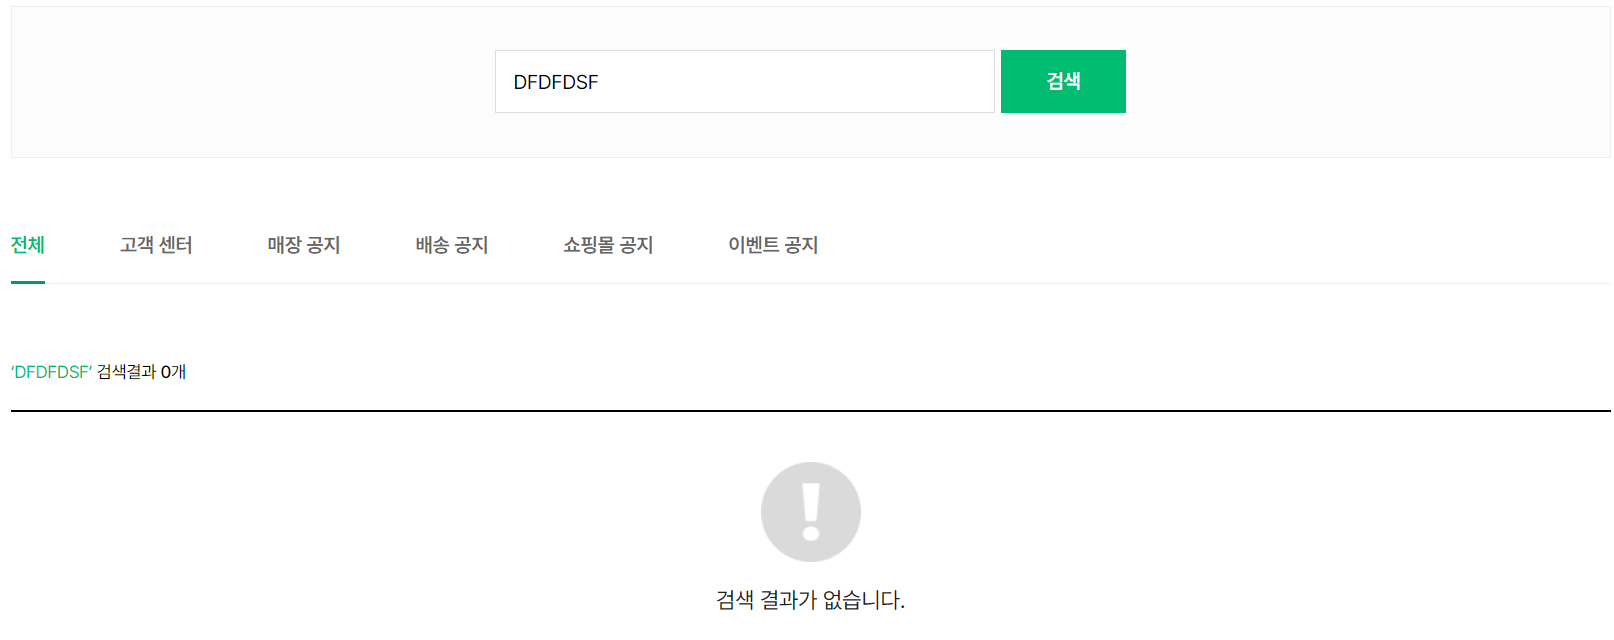 DFDFDSF 검색
전체 고객 센터 매장 공지 배송 공지 쇼핑몰 공지 이벤트 공지
‘DFDFDSF‘ 검색결과 0개
검색 결과가 없습니다.